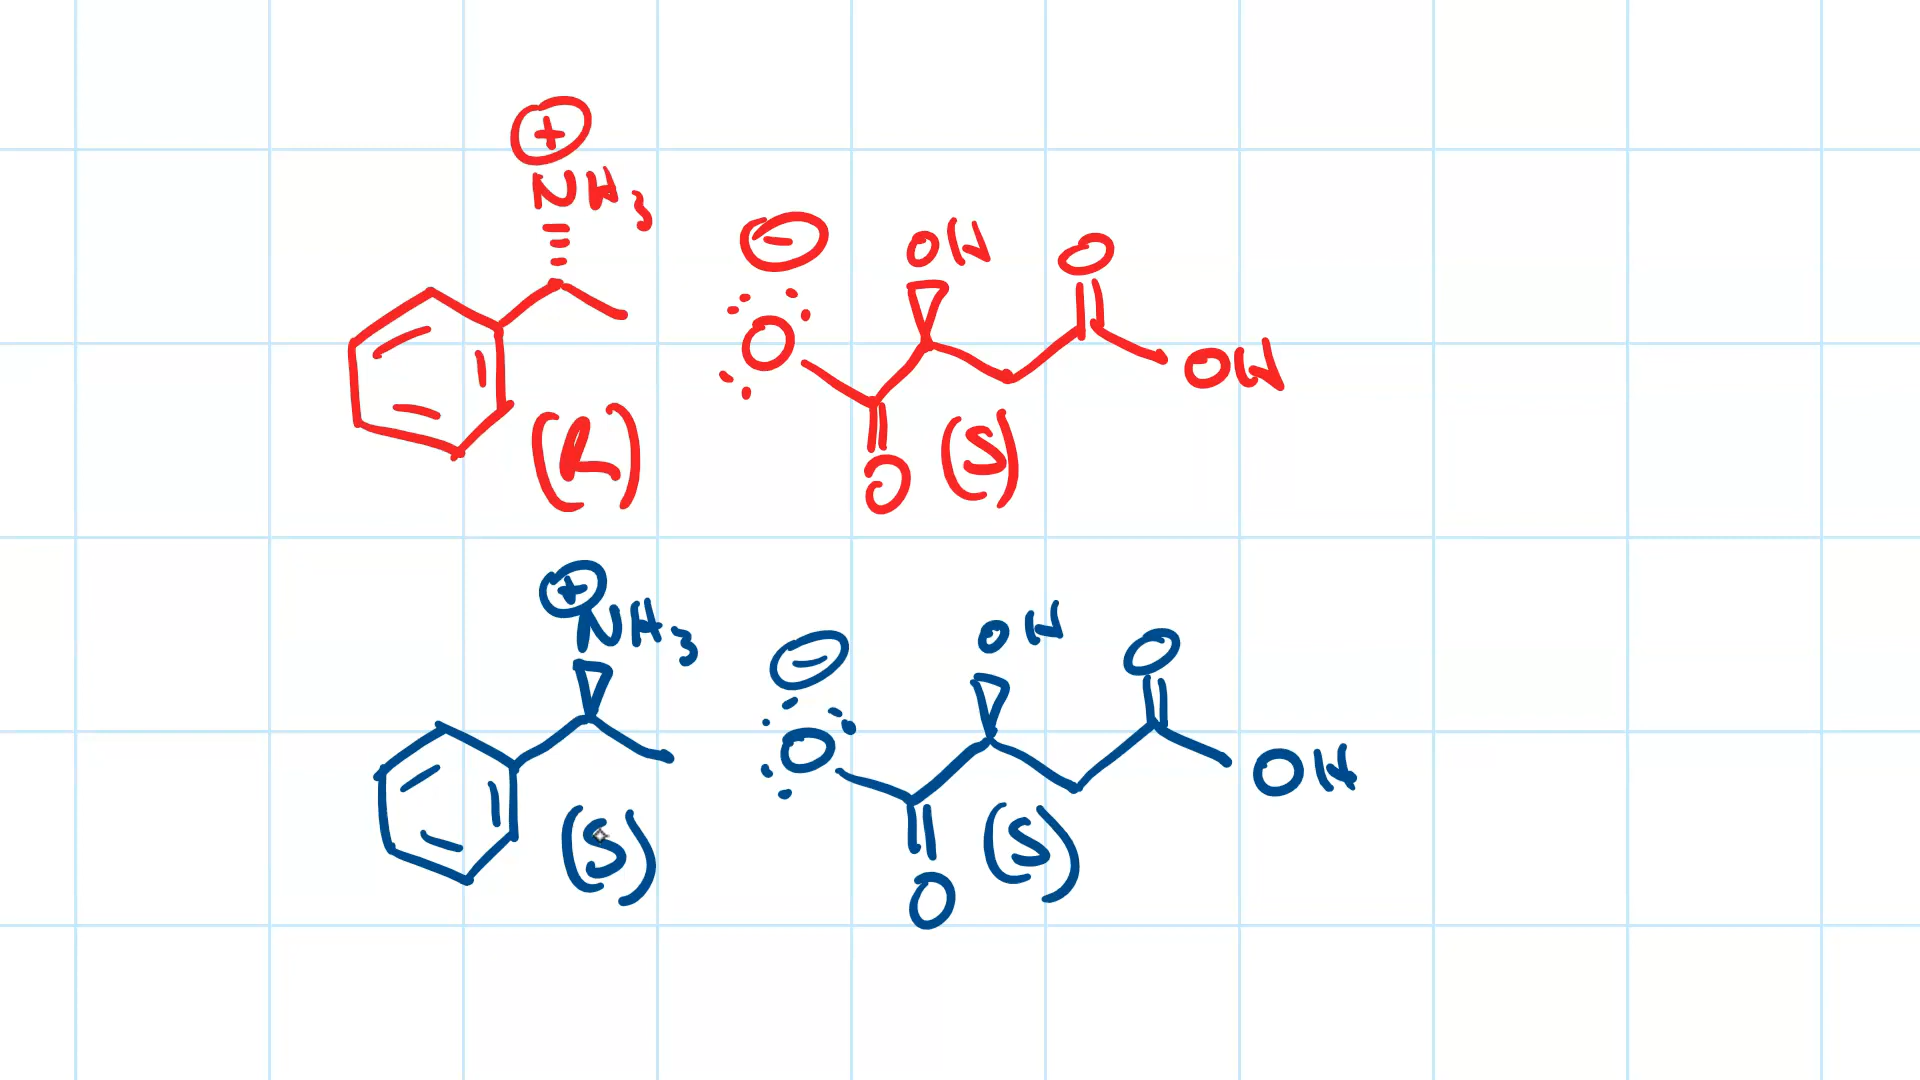 ⊕
NH3
⊖
OH
O
O
OH
(R)
(S)
O
⊕
NH3
⊖
OH
O
O
OH
(S)
(S)
O